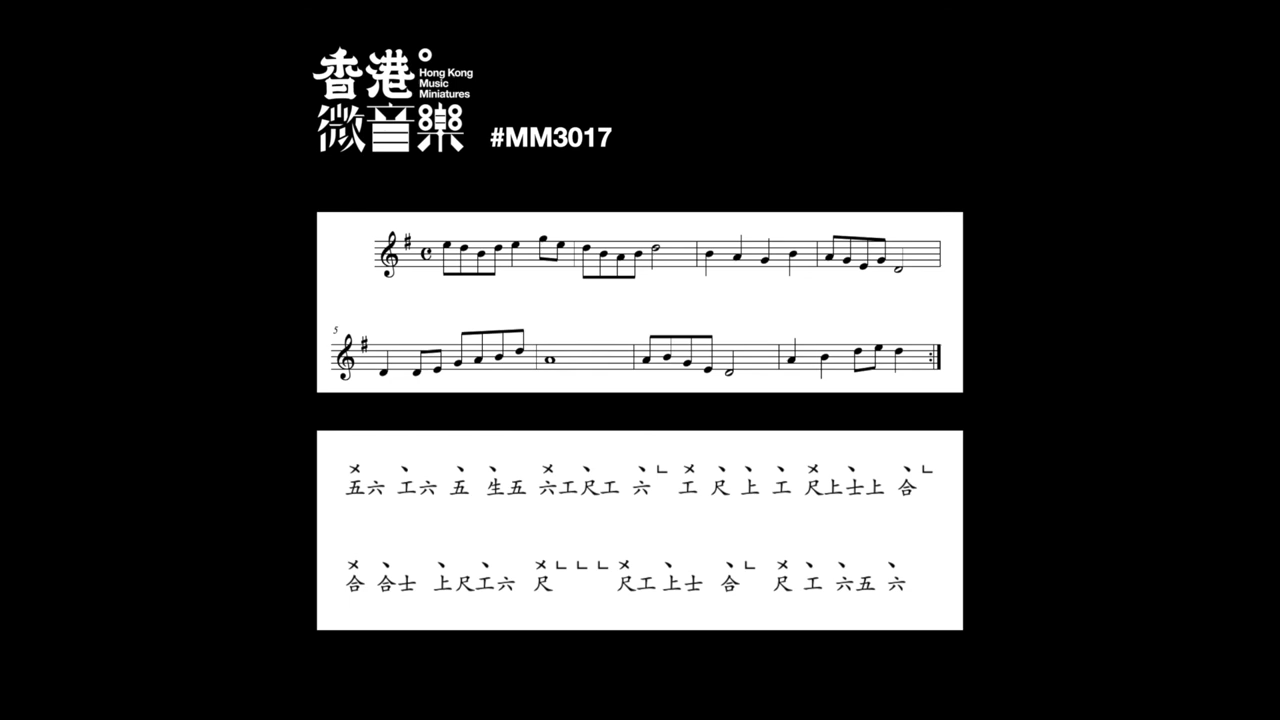 香港
Hong Kong
Music
Miniatures
微音樂
#MM3017
5
五六 工六 五 生五 六工尺工 六 工 尺 上 工 尺上士上 合
合 合士 上尺工六 尺 尺工上士 合 尺 工 六五 六